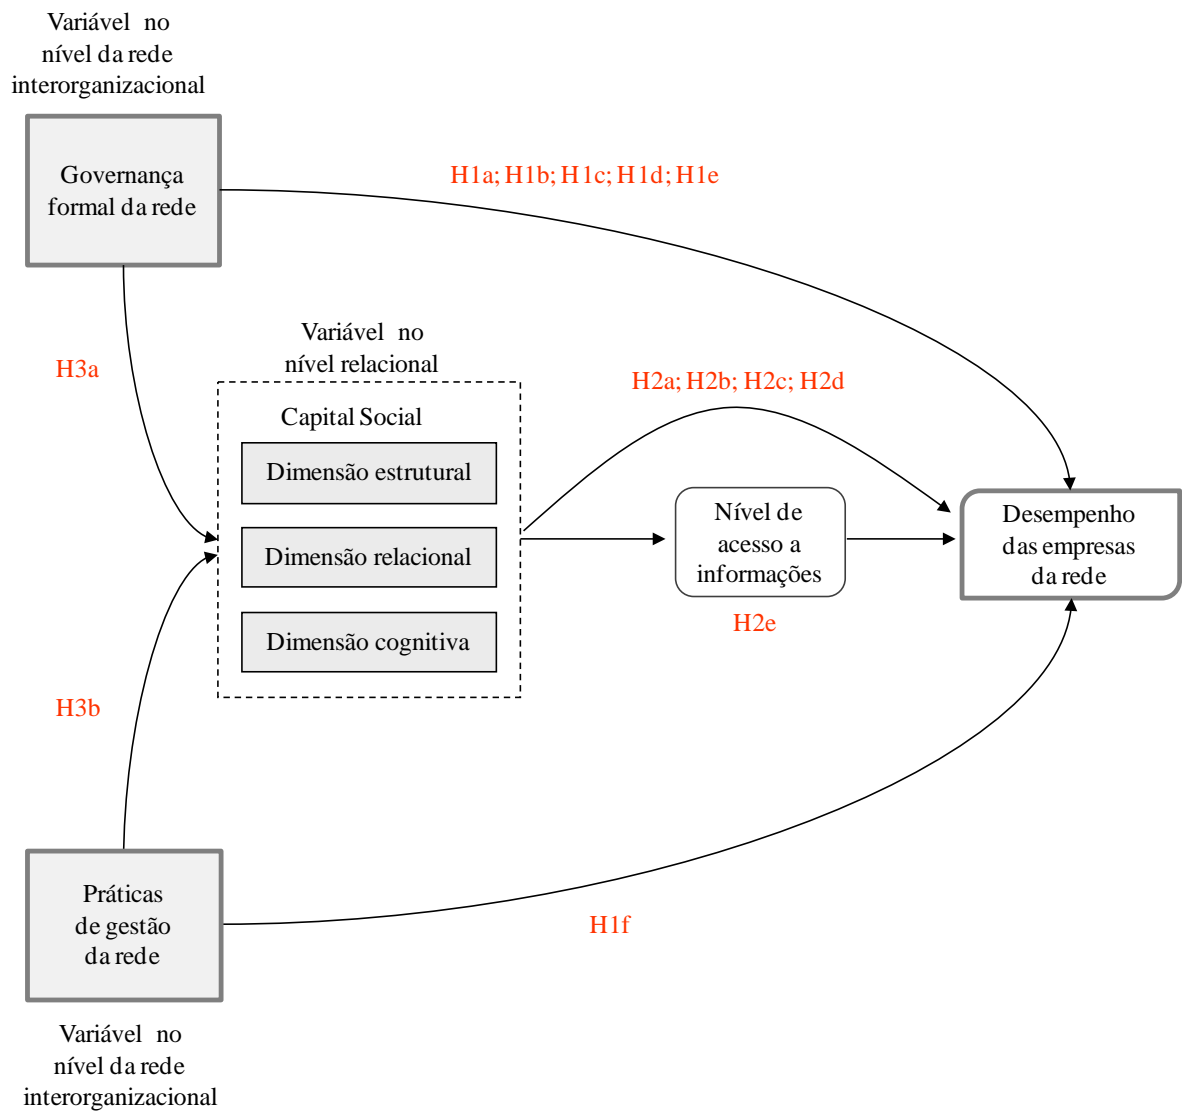 Variável no
nível da rede
interorganizacional
Governança
formal da rede
H1a; H1b; H1c; H1d; H1e
H3a
Variável no
nível relacional
Capital Social
Dimensão estrutural
Dimensão relacional
Dimensão cognitiva
H2a; H2b; H2c; H2d
Nível de
acesso a
informações
H2e
Desempenho
das empresas
da rede
H3b
Práticas
de gestão
da rede
H1f
Variável no
nível da rede
interorganizacional